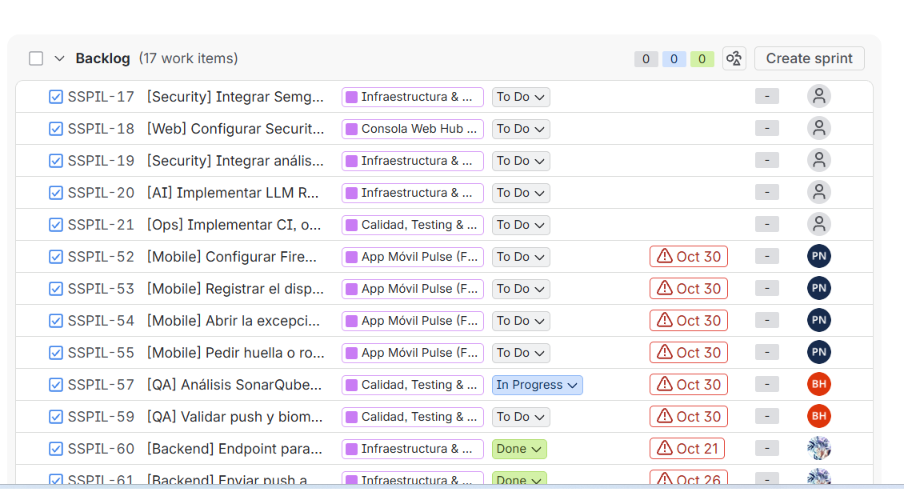 Backlog (17 work items) 0 0 0 Create sprint
SSPIL-17 [Security] Integrar Semg... Infraestructura & ... To Do -
SSPIL-18 [Web] Configurar Securit... Consola Web Hub ... To Do -
SSPIL-19 [Security] Integrar anális... Infraestructura & ... To Do -
SSPIL-20 [AI] Implementar LLM R... Infraestructura & ... To Do -
SSPIL-21 [Ops] Implementar CI, o... Calidad, Testing & ... To Do -
SSPIL-52 [Mobile] Configurar Fire... App Móvil Pulse (F... To Do Oct 30 - PN
SSPIL-53 [Mobile] Registrar el disp... App Móvil Pulse (F... To Do Oct 30 - PN
SSPIL-54 [Mobile] Abrir la excepci... App Móvil Pulse (F... To Do Oct 30 - PN
SSPIL-55 [Mobile] Pedir huella o ro... App Móvil Pulse (F... To Do Oct 30 - PN
SSPIL-57 [QA] Análisis SonarQube... Calidad, Testing & ... In Progress Oct 30 - BH
SSPIL-59 [QA] Validar push y biom... Calidad, Testing & ... To Do Oct 30 - BH
SSPIL-60 [Backend] Endpoint para... Infraestructura & ... Done Oct 21 -
SSPIL-61 [Backend] Enviar push a... Infraestructura & ... Done Oct 26 -